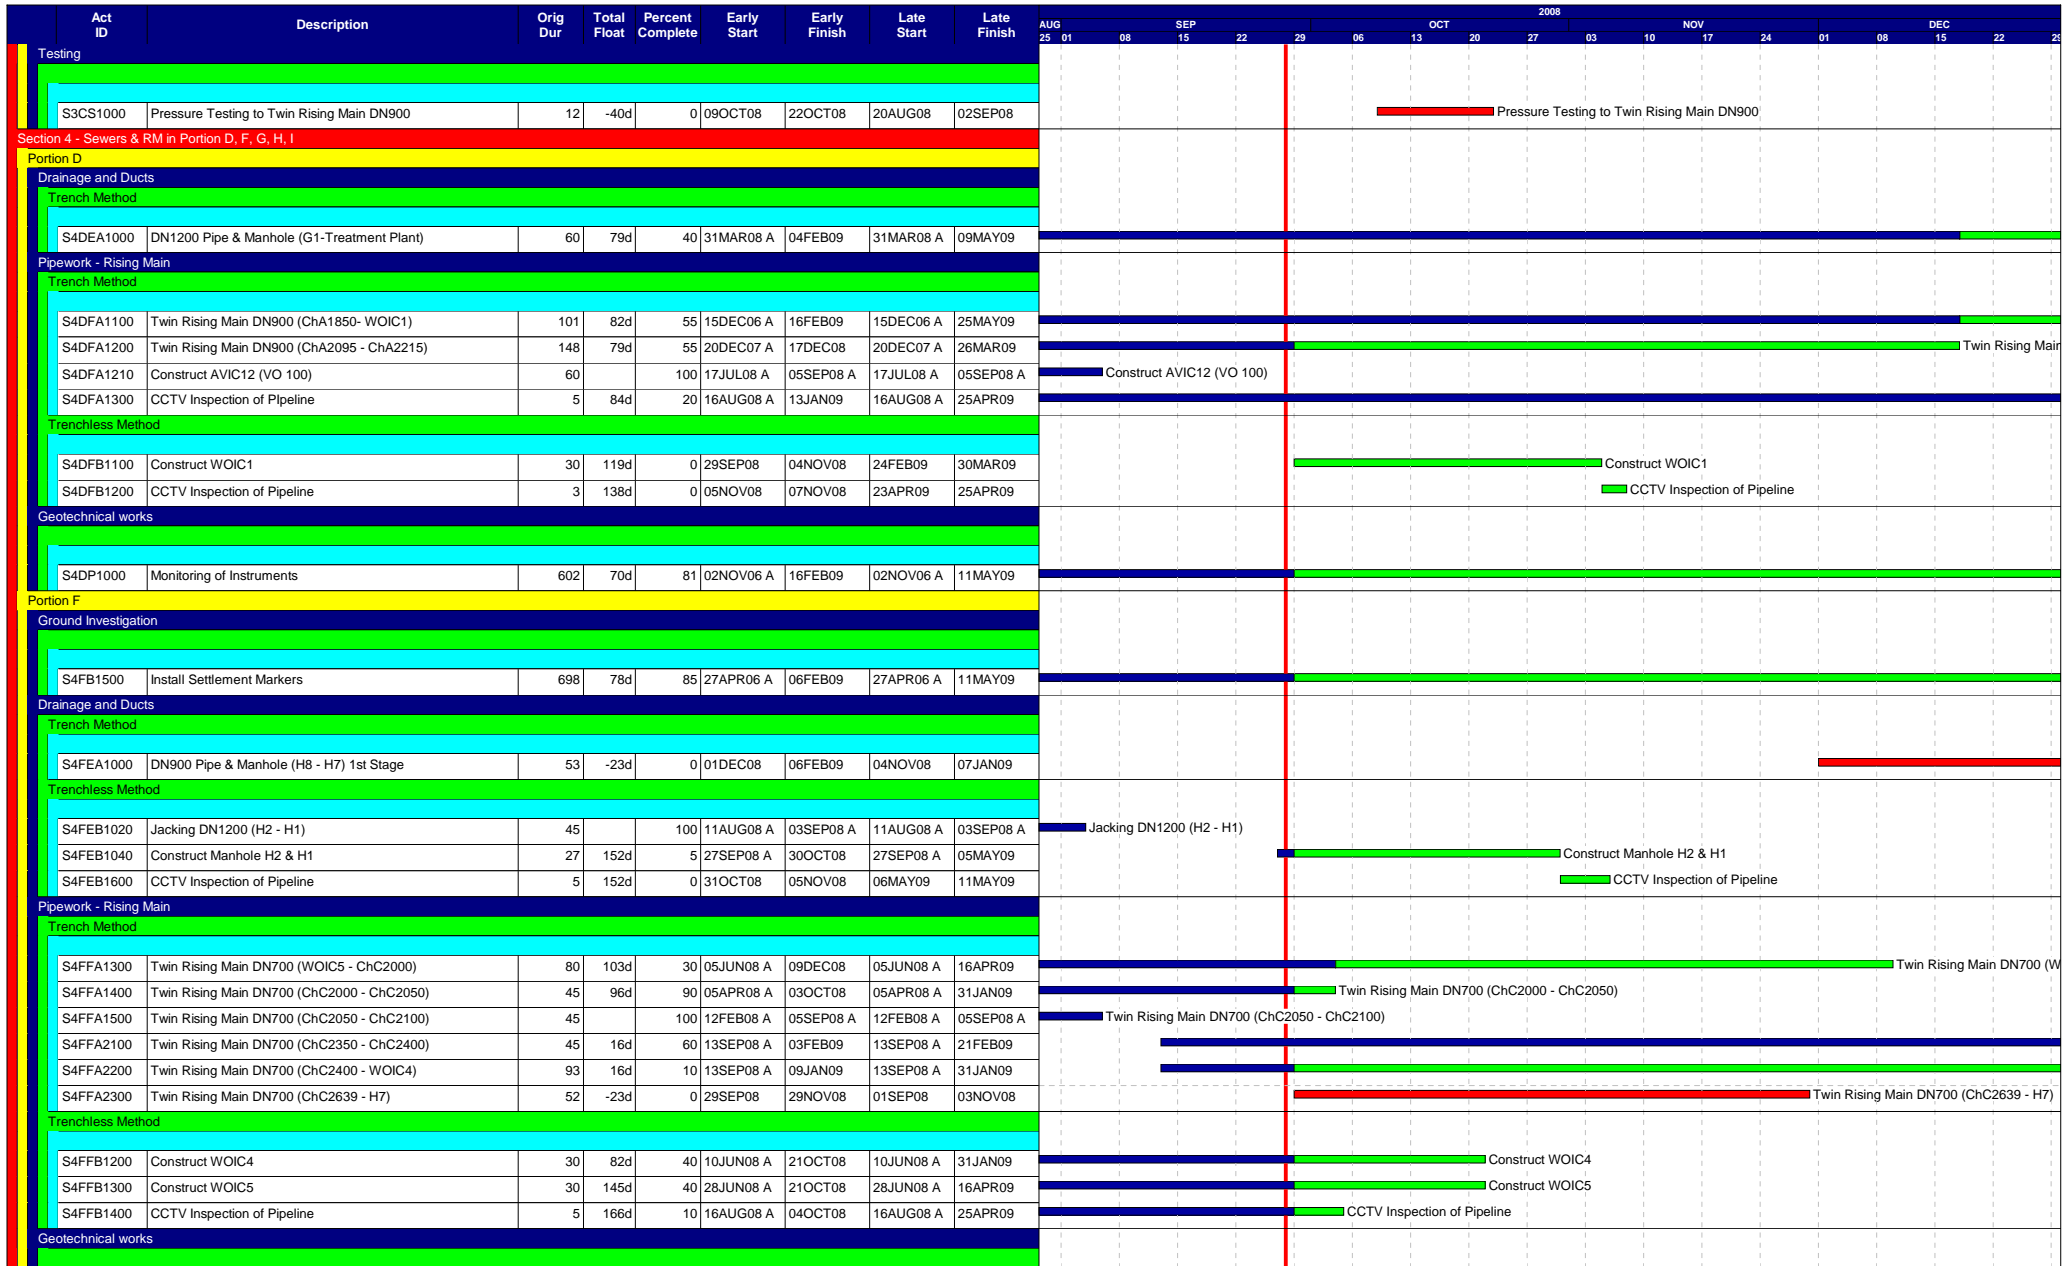 2008
Act ID Description Orig Dur Total Float Percent Complete Early Start Early Finish Late Start Late Finish
AUG SEP OCT NOV DEC
25 01 08 15 22 29 06 13 20 27 03 10 17 24 01 08 15 22 29
Testing
S3CS1000 Pressure Testing to Twin Rising Main DN900 12 -40d 0 09OCT08 22OCT08 20AUG08 02SEP08 Pressure Testing to Twin Rising Main DN900
Section 4 - Sewers & RM in Portion D, F, G, H, I
Portion D
Drainage and Ducts
Trench Method
S4DEA1000 DN1200 Pipe & Manhole (G1-Treatment Plant) 60 79d 40 31MAR08 A 04FEB09 31MAR08 A 09MAY09
Pipework - Rising Main
Trench Method
S4DFA1100 Twin Rising Main DN900 (ChA1850- WOIC1) 101 82d 55 15DEC06 A 16FEB09 15DEC06 A 25MAY09
S4DFA1200 Twin Rising Main DN900 (ChA2095 - ChA2215) 148 79d 55 20DEC07 A 17DEC08 20DEC07 A 26MAR09 Twin Rising Main
S4DFA1210 Construct AVIC12 (VO 100) 60 100 17JUL08 A 05SEP08 A 17JUL08 A 05SEP08 A Construct AVIC12 (VO 100)
S4DFA1300 CCTV Inspection of PIpeline 5 84d 20 16AUG08 A 13JAN09 16AUG08 A 25APR09
Trenchless Method
S4DFB1100 Construct WOIC1 30 119d 0 29SEP08 04NOV08 24FEB09 30MAR09 Construct WOIC1
S4DFB1200 CCTV Inspection of Pipeline 3 138d 0 05NOV08 07NOV08 23APR09 25APR09 CCTV Inspection of Pipeline
Geotechnical works
S4DP1000 Monitoring of Instruments 602 70d 81 02NOV06 A 16FEB09 02NOV06 A 11MAY09
Portion F
Ground Investigation
S4FB1500 Install Settlement Markers 698 78d 85 27APR06 A 06FEB09 27APR06 A 11MAY09
Drainage and Ducts
Trench Method
S4FEA1000 DN900 Pipe & Manhole (H8 - H7) 1st Stage 53 -23d 0 01DEC08 06FEB09 04NOV08 07JAN09
Trenchless Method
S4FEB1020 Jacking DN1200 (H2 - H1) 45 100 11AUG08 A 03SEP08 A 11AUG08 A 03SEP08 A Jacking DN1200 (H2 - H1)
S4FEB1040 Construct Manhole H2 & H1 27 152d 5 27SEP08 A 30OCT08 27SEP08 A 05MAY09 Construct Manhole H2 & H1
S4FEB1600 CCTV Inspection of Pipeline 5 152d 0 31OCT08 05NOV08 06MAY09 11MAY09 CCTV Inspection of Pipeline
Pipework - Rising Main
Trench Method
S4FFA1300 Twin Rising Main DN700 (WOIC5 - ChC2000) 80 103d 30 05JUN08 A 09DEC08 05JUN08 A 16APR09 Twin Rising Main DN700 (W
S4FFA1400 Twin Rising Main DN700 (ChC2000 - ChC2050) 45 96d 90 05APR08 A 03OCT08 05APR08 A 31JAN09 Twin Rising Main DN700 (ChC2000 - ChC2050)
S4FFA1500 Twin Rising Main DN700 (ChC2050 - ChC2100) 45 100 12FEB08 A 05SEP08 A 12FEB08 A 05SEP08 A Twin Rising Main DN700 (ChC2050 - ChC2100)
S4FFA2100 Twin Rising Main DN700 (ChC2350 - ChC2400) 45 16d 60 13SEP08 A 03FEB09 13SEP08 A 21FEB09
S4FFA2200 Twin Rising Main DN700 (ChC2400 - WOIC4) 93 16d 10 13SEP08 A 09JAN09 13SEP08 A 31JAN09
S4FFA2300 Twin Rising Main DN700 (ChC2639 - H7) 52 -23d 0 29SEP08 29NOV08 01SEP08 03NOV08 Twin Rising Main DN700 (ChC2639 - H7)
Trenchless Method
S4FFB1200 Construct WOIC4 30 82d 40 10JUN08 A 21OCT08 10JUN08 A 31JAN09 Construct WOIC4
S4FFB1300 Construct WOIC5 30 145d 40 28JUN08 A 21OCT08 28JUN08 A 16APR09 Construct WOIC5
S4FFB1400 CCTV Inspection of Pipeline 5 166d 10 16AUG08 A 04OCT08 16AUG08 A 25APR09 CCTV Inspection of Pipeline
Geotechnical works